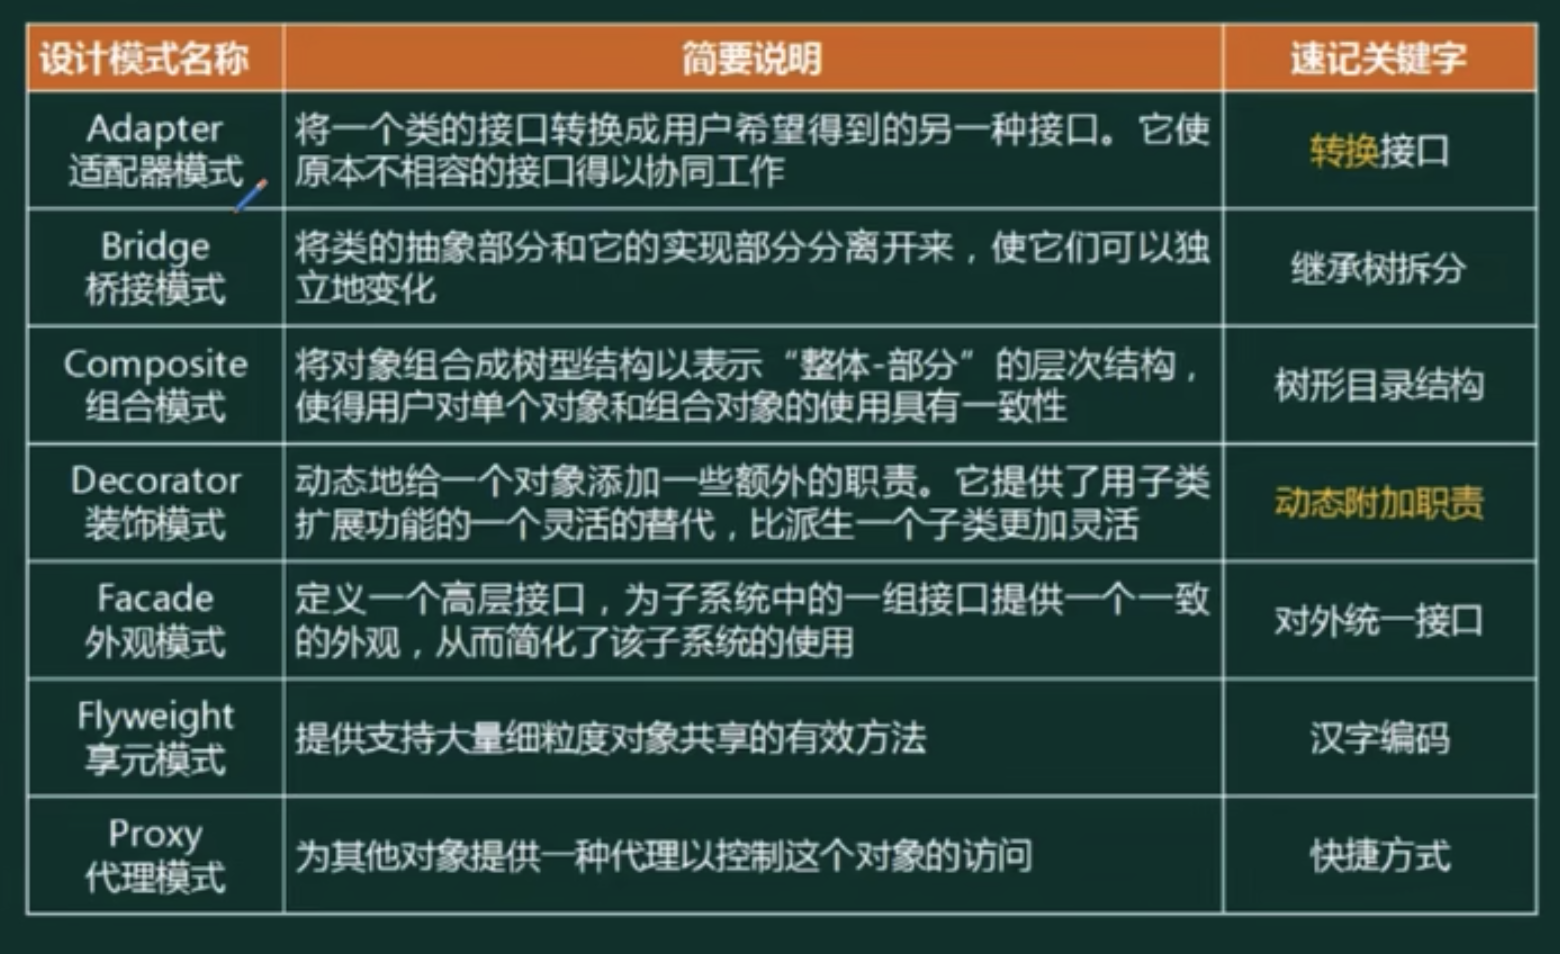 设计模式名称
简要说明
速记关键字
Adapter
适配器模式
将一个类的接口转换成用户希望得到的另一种接口。它使
原本不相容的接口得以协同工作
转换接口
Bridge
桥接模式
将类的抽象部分和它的实现部分分离开来，使它们可以独
立地变化
继承树拆分
Composite
组合模式
将对象组合成树型结构以表示“整体-部分”的层次结构，
使得用户对单个对象和组合对象的使用具有一致性
树形目录结构
Decorator
装饰模式
动态地给一个对象添加一些额外的职责。它提供了用子类
扩展功能的一个灵活的替代，比派生一个子类更加灵活
动态附加职责
Facade
外观模式
定义一个高层接口，为子系统中的一组接口提供一个一致
的外观，从而简化了该子系统的使用
对外统一接口
Flyweight
享元模式
提供支持大量细粒度对象共享的有效方法
汉字编码
Proxy
代理模式
为其他对象提供一种代理以控制这个对象的访问
快捷方式